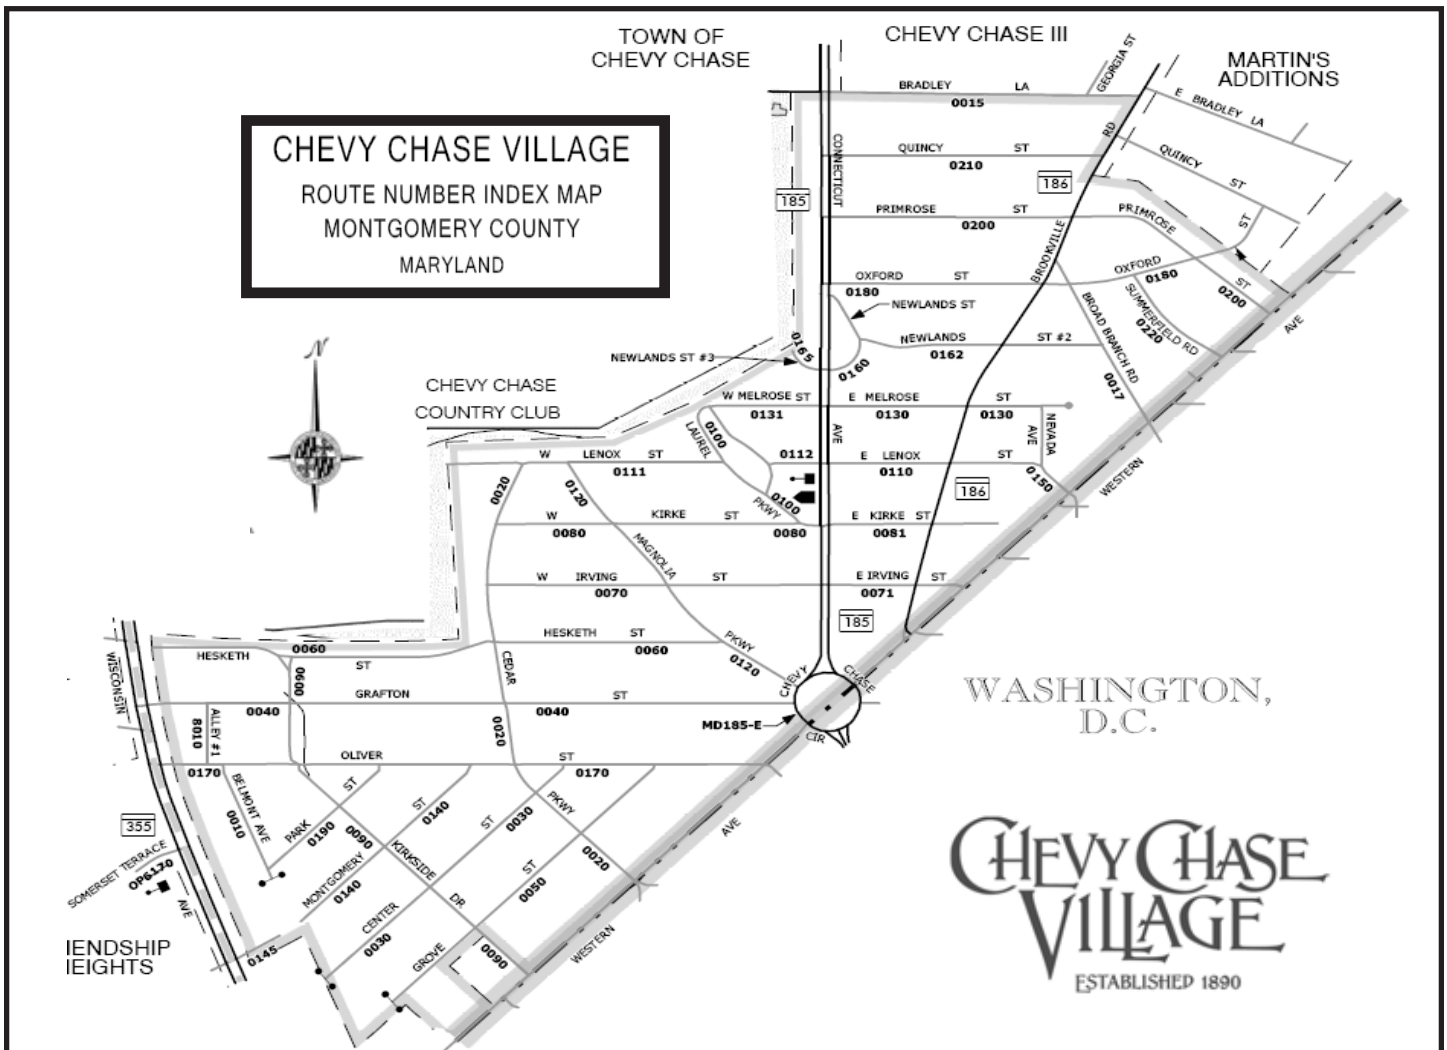 TOWN OF
CHEVY CHASE
CHEVY CHASE III
MARTIN'S
ADDITIONS
CHEVY CHASE VILLAGE
ROUTE NUMBER INDEX MAP
MONTGOMERY COUNTY
MARYLAND
GEORGIA ST
BRADLEY LA
0015
E BRADLEY LA
CONNECTICUT
QUINCY ST
0210
RD
QUINCY ST
186
185
PRIMROSE ST
0200
PRIMROSE
ST
BROOKVILLE
OXFORD ST
0180
OXFORD
0180
ST
0200
NEWLANDS ST
SUMMERFIELD RD
0220
BROAD BRANCH RD
0017
AVE
N
0165
NEWLANDS ST #3
0160
NEWLANDS ST #2
0162
CHEVY CHASE
COUNTRY CLUB
W MELROSE ST
0131
E MELROSE ST
0130 0130
0100
LAUREL
AVE
NEVADA
AVE
W LENOX ST
0111
0112
E LENOX ST
0110
0150
WESTERN
0020
0120
0100
PKWY
186
W KIRKE ST
0080 0080
E KIRKE ST
0081
MAGNOLIA
W IRVING ST
0070
E IRVING ST
0071
185
HESKETH ST
0060
PKWY
0120
WISCONSIN
HESKETH
0060
ST
0600
CEDAR
CHEVY
CHASE
CIR
WASHINGTON,
D.C.
GRAFTON ST
0040 0040
MD185-E
ALLEY #1
8010
0020
OLIVER ST
0170 0170
BELMONT AVE
0010
PARK ST
0190
0090
KIRKSIDE
DR
0090
MONTGOMERY ST
0140
0140
CENTER ST
0030
0030
GROVE ST
0050
PKWY
0020
AVE
WESTERN
355
SOMERSET TERRACE
OP6170
AVE
IENDSHIP
IEIGHTS
0145
CHEVY CHASE
VILLAGE
ESTABLISHED 1890